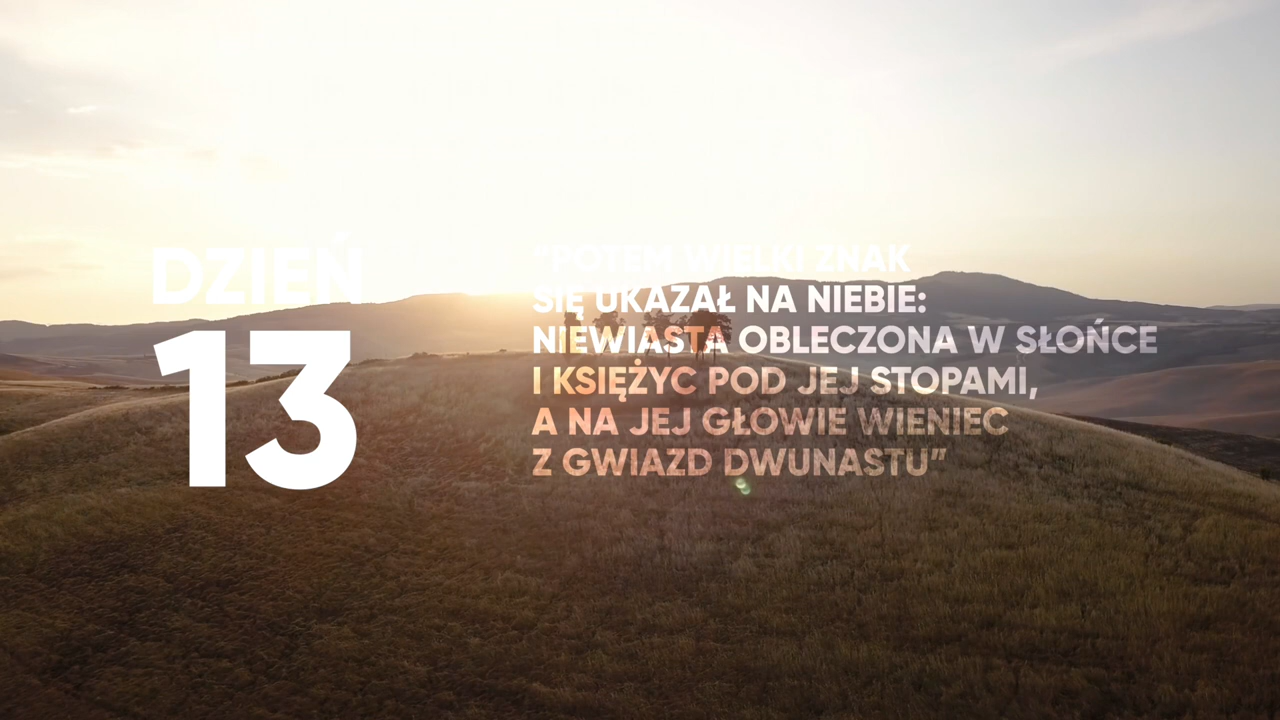 DZIEŃ
13
"POTEM WIELKI ZNAK
SIĘ UKAZAŁ NA NIEBIE:
NIEWIASTA OBLECZONA W SŁOŃCE
I KSIĘŻYC POD JEJ STOPAMI,
A NA JEJ GŁOWIE WIENIEC
Z GWIAZD DWUNASTU"